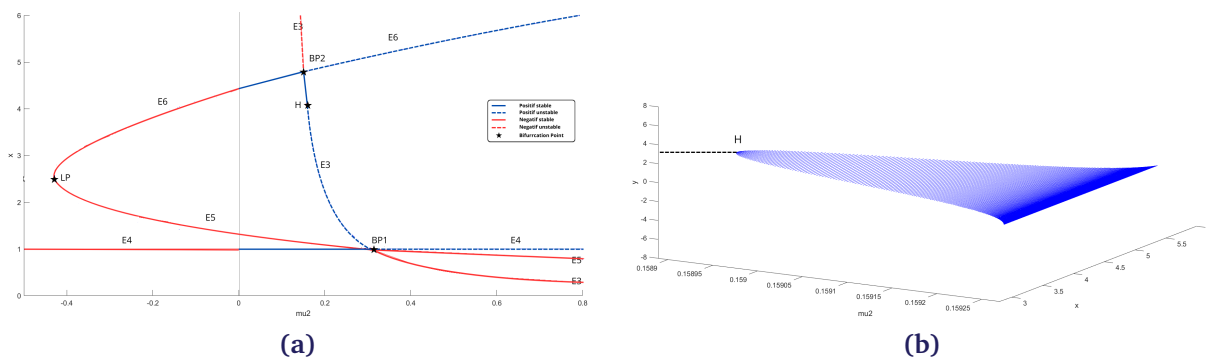 6
5
4
3
2
1
0
x
-0.4
-0.2
0
0.2
0.4
0.6
0.8
mu2
E3
E6
BP2
E6
H
E3
LP
E5
E4
BP1
E4
E5
E3
Positif stable
Positif unstable
Negatif stable
Negatif unstable
Bifurrcation Point
(a)
8
6
4
2
0
-2
-4
-6
-8
y
H
0.1589
0.15895
0.159
0.15905
0.1591
0.15915
0.1592
0.15925
mu2
3
3.5
4
4.5
5
5.5
x
(b)